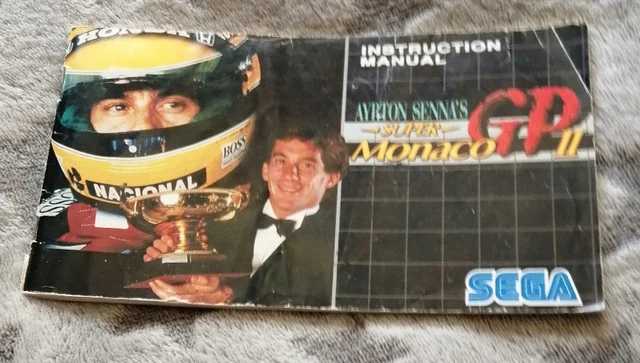 HONDA
BOSS
NACIONAL
INSTRUCTION
MANUAL
AYRTON SENNA'S
SUPER
Monaco GP II
SEGA